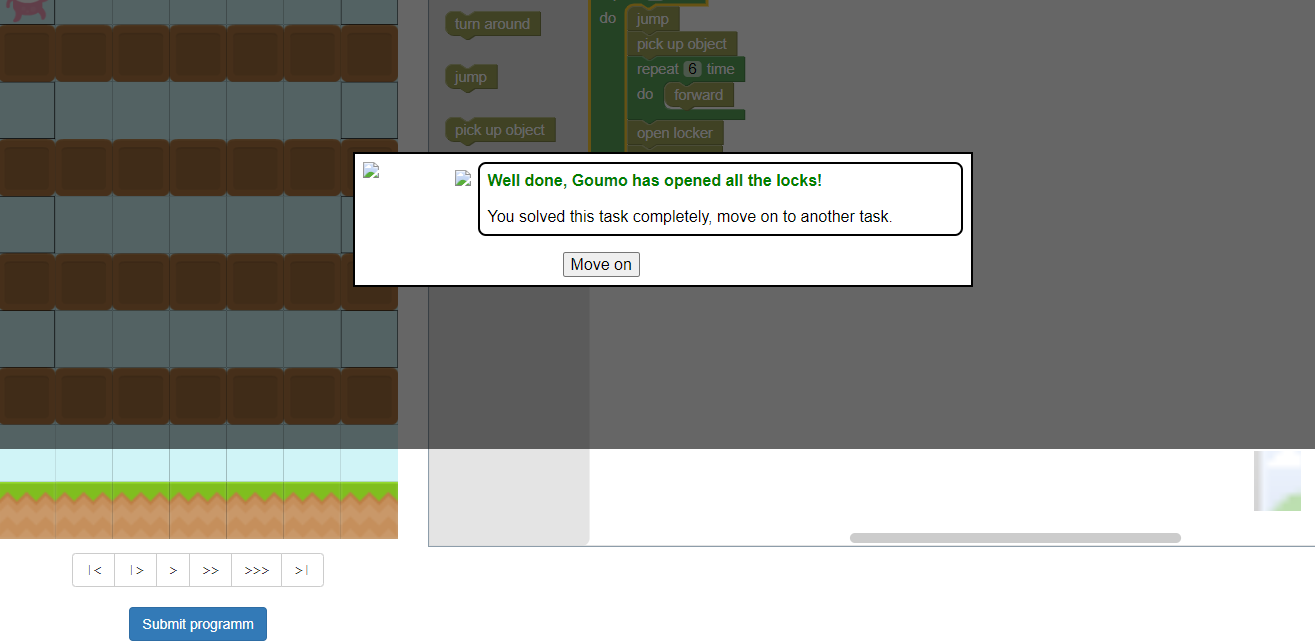 turn around
jump
pick up object
do jump
pick up object
repeat 6 time
do forward
open locker
Well done, Goumo has opened all the locks!
You solved this task completely, move on to another task.
Move on
|< |> > >> >>> >|
Submit programm